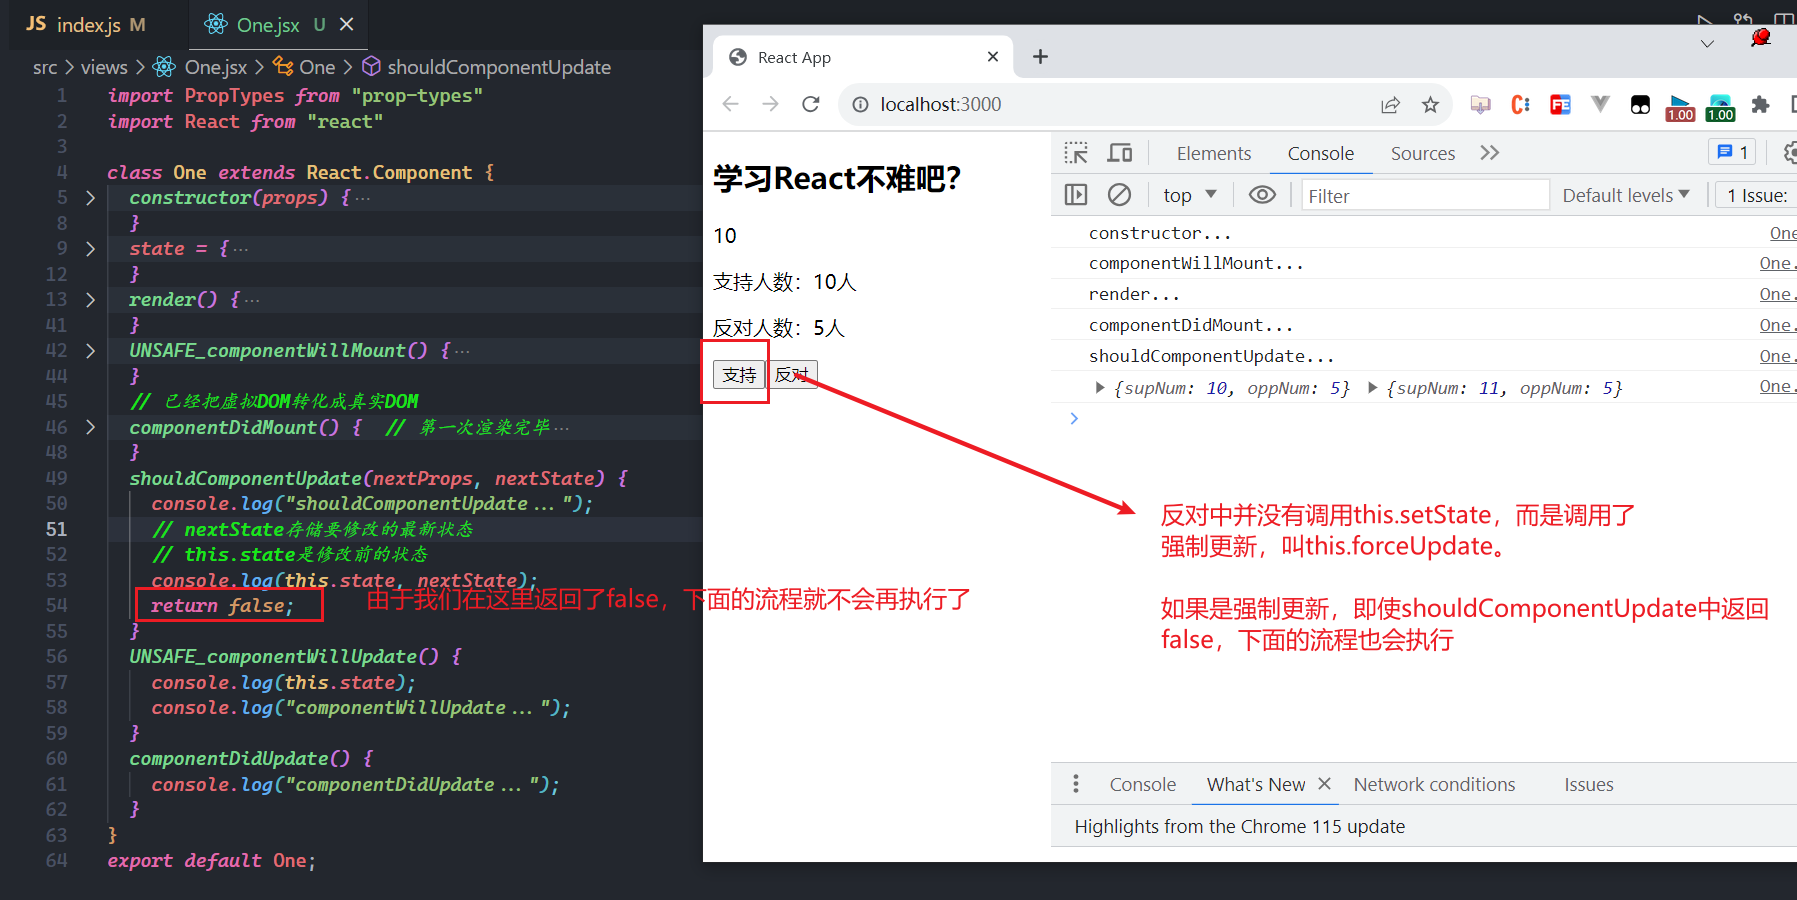 JS index.js M
One.jsx U
src > views > One.jsx > One > shouldComponentUpdate
1 import PropTypes from "prop-types"
2 import React from "react"
3
4 class One extends React.Component {
5 constructor(props) {···
8 }
9 state = {···
12 }
13 render() {···
41 }
42 UNSAFE_componentWillMount() {···
44 }
45 // 已经把虚拟DOM转化成真实DOM
46 componentDidMount() { // 第一次渲染完毕···
48 }
49 shouldComponentUpdate(nextProps, nextState) {
50 console.log("shouldComponentUpdate...");
51 // nextState存储要修改的最新状态
52 // this.state是修改前的状态
53 console.log(this.state, nextState);
54 return false;
55 }
56 UNSAFE_componentWillUpdate() {
57 console.log(this.state);
58 console.log("componentWillUpdate...");
59 }
60 componentDidUpdate() {
61 console.log("componentDidUpdate...");
62 }
63 }
64 export default One;
由于我们在这里返回了false，下面的流程就不会再执行了
React App
localhost:3000
1.00
1.00
学习React不难吧？
10
支持人数：10人
反对人数：5人
支持 反对
Elements Console Sources 1
top Filter Default levels 1 Issue:
constructor... One
componentWillMount... One.
render... One.
componentDidMount... One.
shouldComponentUpdate... One.
{supNum: 10, oppNum: 5} {supNum: 11, oppNum: 5} One.
反对中并没有调用this.setState，而是调用了
强制更新，叫this.forceUpdate。
如果是强制更新，即使shouldComponentUpdate中返回
false，下面的流程也会执行
Console What's New Network conditions Issues
Highlights from the Chrome 115 update